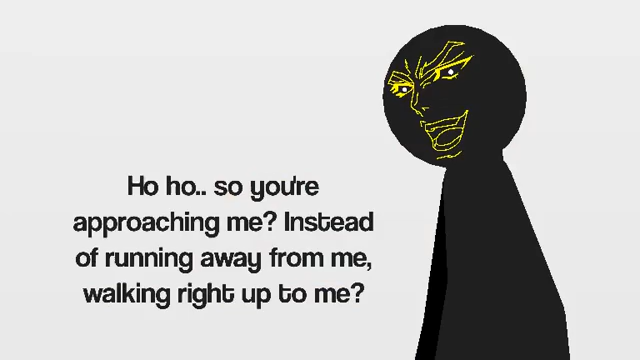 Ho ho.. so you're
approaching me? Instead
of running away from me,
walking right up to me?